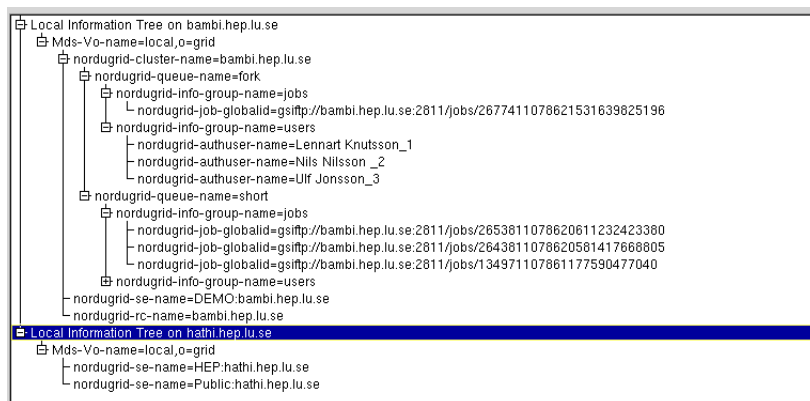 Local Information Tree on bambi.hep.lu.se
Mds-Vo-name=local,o=grid
nordugrid-cluster-name=bambi.hep.lu.se
nordugrid-queue-name=fork
nordugrid-info-group-name=jobs
nordugrid-job-globalid=gsiftp://bambi.hep.lu.se:2811/jobs/2677411078621531639825196
nordugrid-info-group-name=users
nordugrid-authuser-name=Lennart Knutsson_1
nordugrid-authuser-name=Nils Nilsson _2
nordugrid-authuser-name=Ulf Jonsson_3
nordugrid-queue-name=short
nordugrid-info-group-name=jobs
nordugrid-job-globalid=gsiftp://bambi.hep.lu.se:2811/jobs/2653811078620611232423380
nordugrid-job-globalid=gsiftp://bambi.hep.lu.se:2811/jobs/2643811078620581417668805
nordugrid-job-globalid=gsiftp://bambi.hep.lu.se:2811/jobs/134971107861177590477040
nordugrid-info-group-name=users
nordugrid-se-name=DEMO:bambi.hep.lu.se
nordugrid-rc-name=bambi.hep.lu.se
Local Information Tree on hathi.hep.lu.se
Mds-Vo-name=local,o=grid
nordugrid-se-name=HEP:hathi.hep.lu.se
nordugrid-se-name=Public:hathi.hep.lu.se